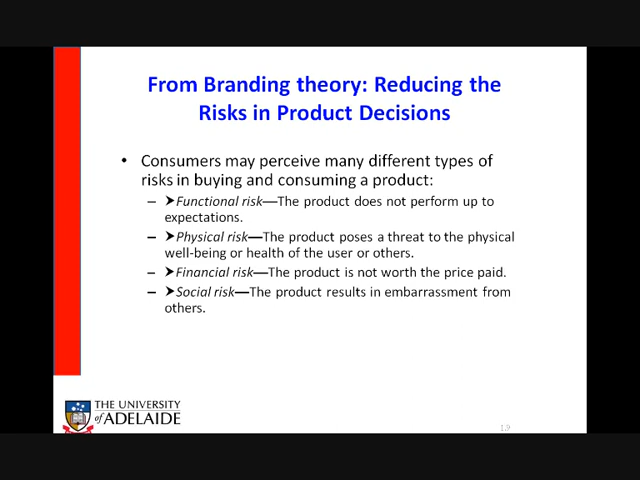 From Branding theory: Reducing the
Risks in Product Decisions
• Consumers may perceive many different types of
risks in buying and consuming a product:
– ➤Functional risk—The product does not perform up to
expectations.
– ➤Physical risk—The product poses a threat to the physical
well-being or health of the user or others.
– ➤Financial risk—The product is not worth the price paid.
– ➤Social risk—The product results in embarrassment from
others.
THE UNIVERSITY
of ADELAIDE
1.9